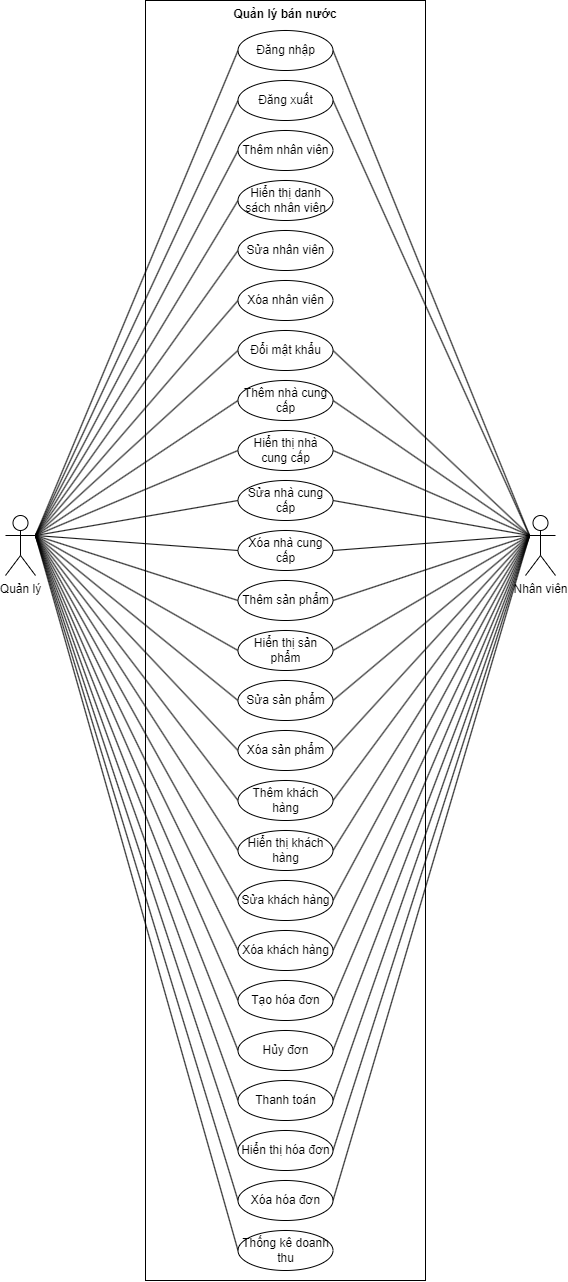 Quản lý bán nước
Đăng nhập
Đăng xuất
Thêm nhân viên
Hiển thị danh
sách nhân viên
Sửa nhân viên
Xóa nhân viên
Đổi mật khẩu
Thêm nhà cung
cấp
Hiển thị nhà
cung cấp
Sửa nhà cung
cấp
Xóa nhà cung
cấp
Quản lý
Nhân viên
Thêm sản phẩm
Hiển thị sản
phẩm
Sửa sản phẩm
Xóa sản phẩm
Thêm khách
hàng
Hiển thị khách
hàng
Sửa khách hàng
Xóa khách hàng
Tạo hóa đơn
Hủy đơn
Thanh toán
Hiển thị hóa đơn
Xóa hóa đơn
Thống kê doanh
thu